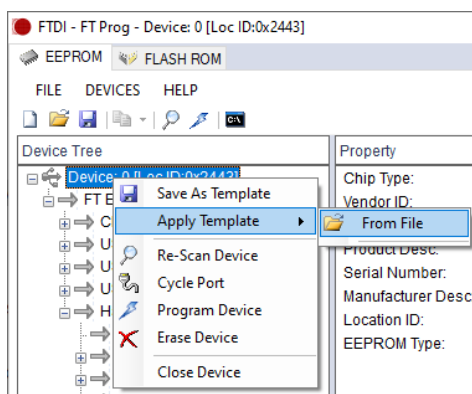 FTDI - FT Prog - Device: 0 [Loc ID:0x2443]
EEPROM FLASH ROM
FILE DEVICES HELP
Device Tree
Property
Device: 0 [Loc ID:0x2443]
Chip Type:
Save As Template
FT E
Vendor ID:
Apply Template
From File
Product Desc:
Re-Scan Device
Serial Number:
Cycle Port
Manufacturer Desc
H
Program Device
Location ID:
Erase Device
EEPROM Type:
Close Device